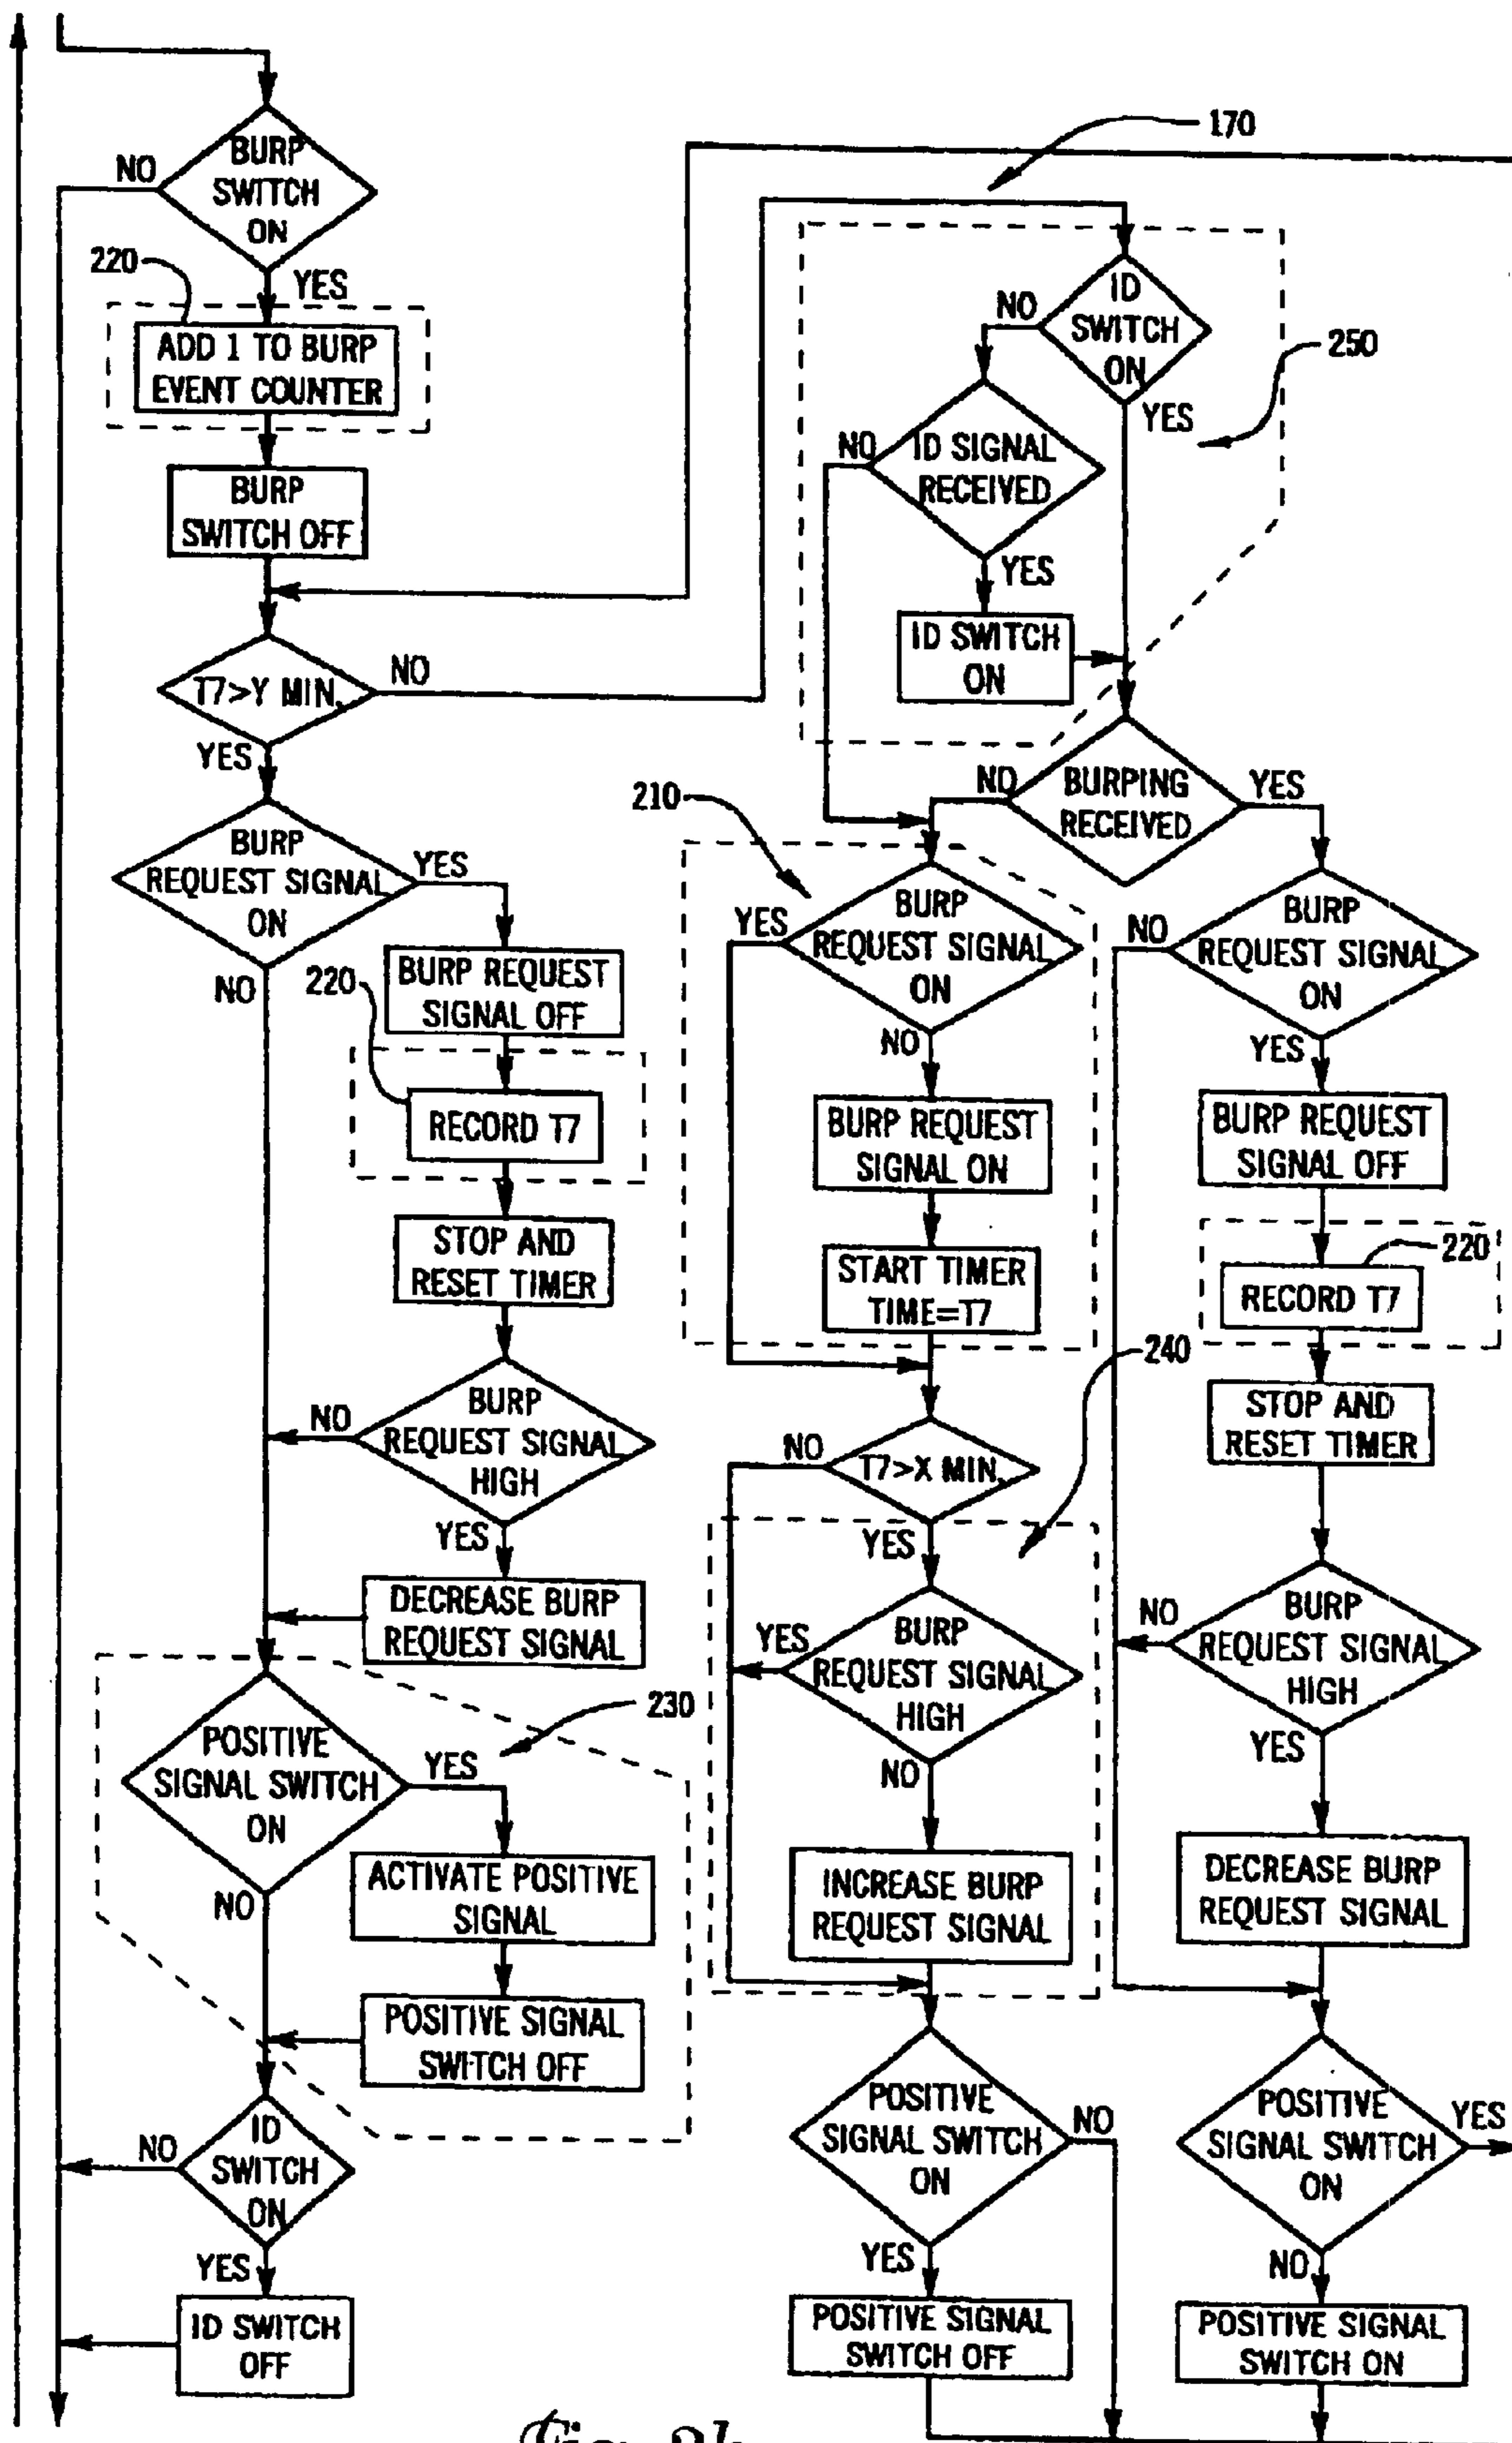 BURP
SWITCH
ON
NO
YES
220
ADD 1 TO BURP
EVENT COUNTER
BURP
SWITCH OFF
T7>Y MIN.
NO
YES
BURP
REQUEST SIGNAL
ON
YES
NO
BURP REQUEST
SIGNAL OFF
220
RECORD T7
STOP AND
RESET TIMER
BURP
REQUEST SIGNAL
HIGH
NO
YES
DECREASE BURP
REQUEST SIGNAL
230
POSITIVE
SIGNAL SWITCH
ON
YES
NO
ACTIVATE POSITIVE
SIGNAL
POSITIVE SIGNAL
SWITCH OFF
ID
SWITCH
ON
NO
YES
ID SWITCH
OFF
170
ID
SWITCH
ON
NO
YES
250
ID SIGNAL
RECEIVED
NO
YES
ID SWITCH
ON
BURPING
RECEIVED
NO
YES
210
BURP
REQUEST SIGNAL
ON
YES
NO
BURP REQUEST
SIGNAL ON
START TIMER
TIME=T7
240
T7>X MIN.
NO
YES
BURP
REQUEST SIGNAL
HIGH
YES
NO
INCREASE BURP
REQUEST SIGNAL
POSITIVE
SIGNAL SWITCH
ON
NO
YES
POSITIVE SIGNAL
SWITCH OFF
BURP
REQUEST SIGNAL
ON
NO
YES
BURP REQUEST
SIGNAL OFF
220
RECORD T7
STOP AND
RESET TIMER
BURP
REQUEST SIGNAL
HIGH
NO
YES
DECREASE BURP
REQUEST SIGNAL
POSITIVE
SIGNAL SWITCH
ON
YES
NO
POSITIVE SIGNAL
SWITCH ON